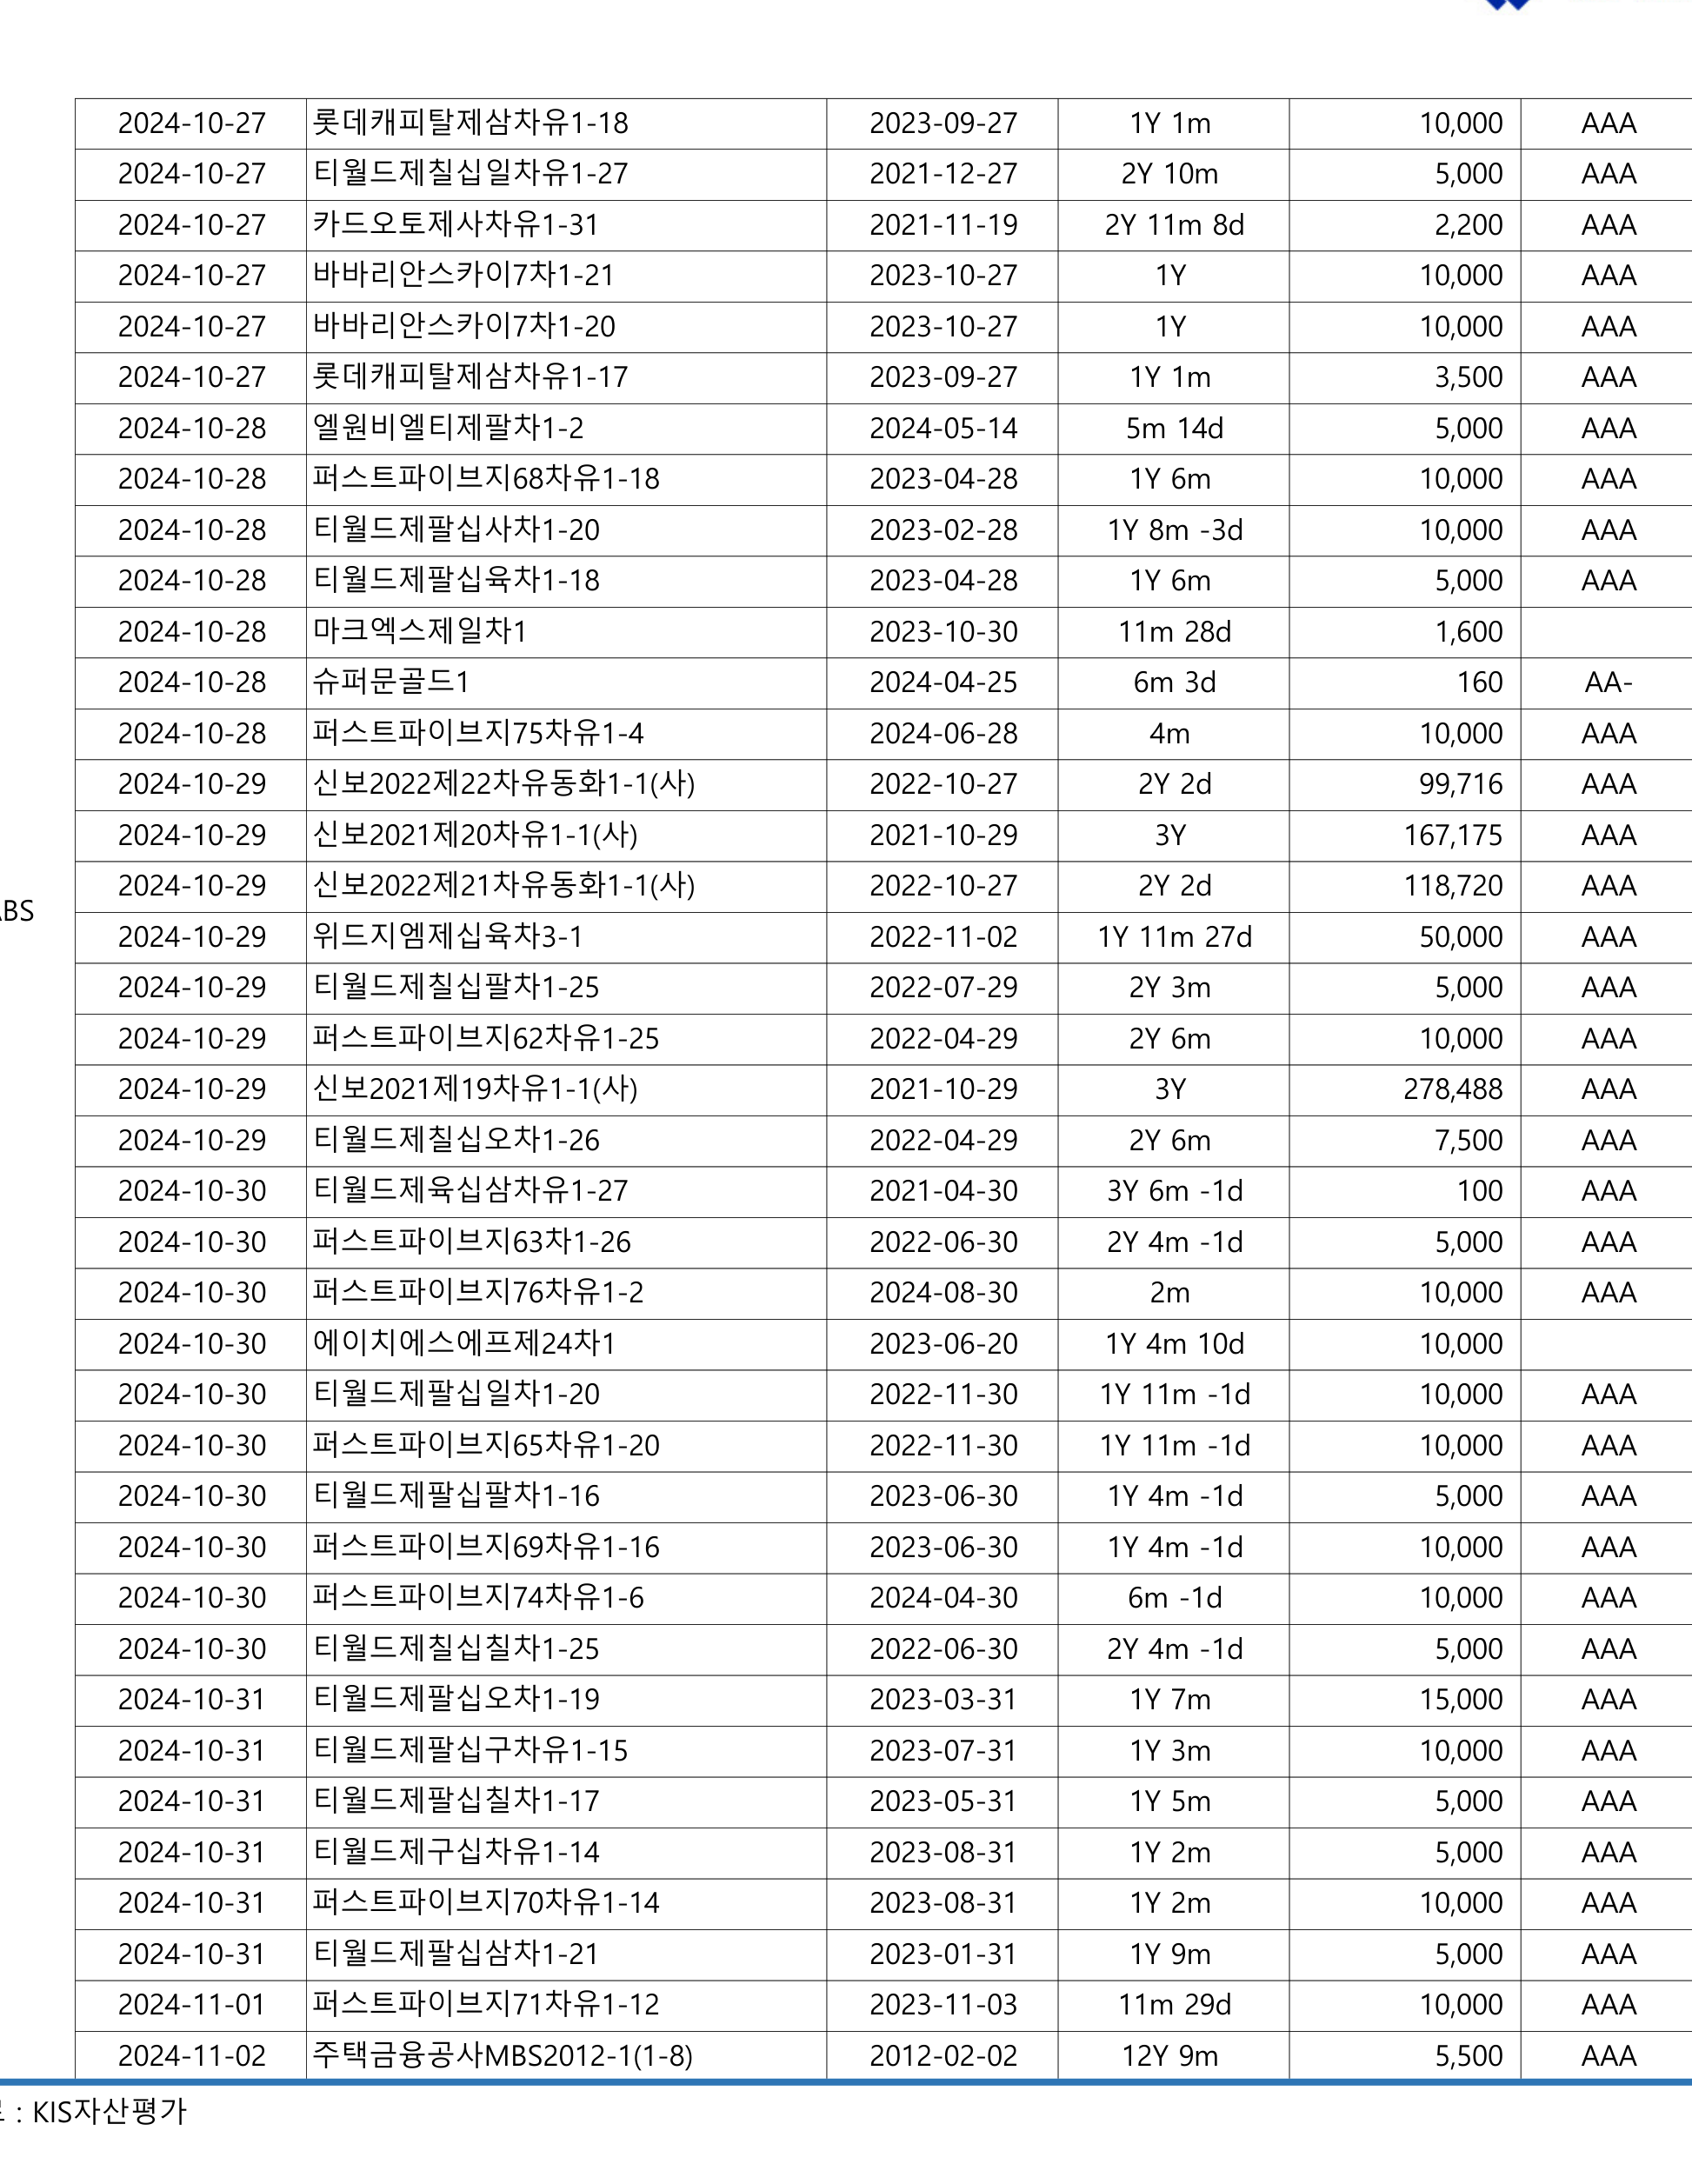 2024-10-27 롯데캐피탈제삼차유1-18 2023-09-27 1Y 1m 10,000 AAA
2024-10-27 티월드제칠십일차유1-27 2021-12-27 2Y 10m 5,000 AAA
2024-10-27 카드오토제사차유1-31 2021-11-19 2Y 11m 8d 2,200 AAA
2024-10-27 바바리안스카이7차1-21 2023-10-27 1Y 10,000 AAA
2024-10-27 바바리안스카이7차1-20 2023-10-27 1Y 10,000 AAA
2024-10-27 롯데캐피탈제삼차유1-17 2023-09-27 1Y 1m 3,500 AAA
2024-10-28 엘원비엘티제팔차1-2 2024-05-14 5m 14d 5,000 AAA
2024-10-28 퍼스트파이브지68차유1-18 2023-04-28 1Y 6m 10,000 AAA
2024-10-28 티월드제팔십사차1-20 2023-02-28 1Y 8m -3d 10,000 AAA
2024-10-28 티월드제팔십육차1-18 2023-04-28 1Y 6m 5,000 AAA
2024-10-28 마크엑스제일차1 2023-10-30 11m 28d 1,600
2024-10-28 슈퍼문골드1 2024-04-25 6m 3d 160 AA-
2024-10-28 퍼스트파이브지75차유1-4 2024-06-28 4m 10,000 AAA
2024-10-29 신보2022제22차유동화1-1(사) 2022-10-27 2Y 2d 99,716 AAA
2024-10-29 신보2021제20차유1-1(사) 2021-10-29 3Y 167,175 AAA
2024-10-29 신보2022제21차유동화1-1(사) 2022-10-27 2Y 2d 118,720 AAA
BS
2024-10-29 위드지엠제십육차3-1 2022-11-02 1Y 11m 27d 50,000 AAA
2024-10-29 티월드제칠십팔차1-25 2022-07-29 2Y 3m 5,000 AAA
2024-10-29 퍼스트파이브지62차유1-25 2022-04-29 2Y 6m 10,000 AAA
2024-10-29 신보2021제19차유1-1(사) 2021-10-29 3Y 278,488 AAA
2024-10-29 티월드제칠십오차1-26 2022-04-29 2Y 6m 7,500 AAA
2024-10-30 티월드제육십삼차유1-27 2021-04-30 3Y 6m -1d 100 AAA
2024-10-30 퍼스트파이브지63차1-26 2022-06-30 2Y 4m -1d 5,000 AAA
2024-10-30 퍼스트파이브지76차유1-2 2024-08-30 2m 10,000 AAA
2024-10-30 에이치에스에프제24차1 2023-06-20 1Y 4m 10d 10,000
2024-10-30 티월드제팔십일차1-20 2022-11-30 1Y 11m -1d 10,000 AAA
2024-10-30 퍼스트파이브지65차유1-20 2022-11-30 1Y 11m -1d 10,000 AAA
2024-10-30 티월드제팔십팔차1-16 2023-06-30 1Y 4m -1d 5,000 AAA
2024-10-30 퍼스트파이브지69차유1-16 2023-06-30 1Y 4m -1d 10,000 AAA
2024-10-30 퍼스트파이브지74차유1-6 2024-04-30 6m -1d 10,000 AAA
2024-10-30 티월드제칠십칠차1-25 2022-06-30 2Y 4m -1d 5,000 AAA
2024-10-31 티월드제팔십오차1-19 2023-03-31 1Y 7m 15,000 AAA
2024-10-31 티월드제팔십구차유1-15 2023-07-31 1Y 3m 10,000 AAA
2024-10-31 티월드제팔십칠차1-17 2023-05-31 1Y 5m 5,000 AAA
2024-10-31 티월드제구십차유1-14 2023-08-31 1Y 2m 5,000 AAA
2024-10-31 퍼스트파이브지70차유1-14 2023-08-31 1Y 2m 10,000 AAA
2024-10-31 티월드제팔십삼차1-21 2023-01-31 1Y 9m 5,000 AAA
2024-11-01 퍼스트파이브지71차유1-12 2023-11-03 11m 29d 10,000 AAA
2024-11-02 주택금융공사MBS2012-1(1-8) 2012-02-02 12Y 9m 5,500 AAA
: KIS자산평가